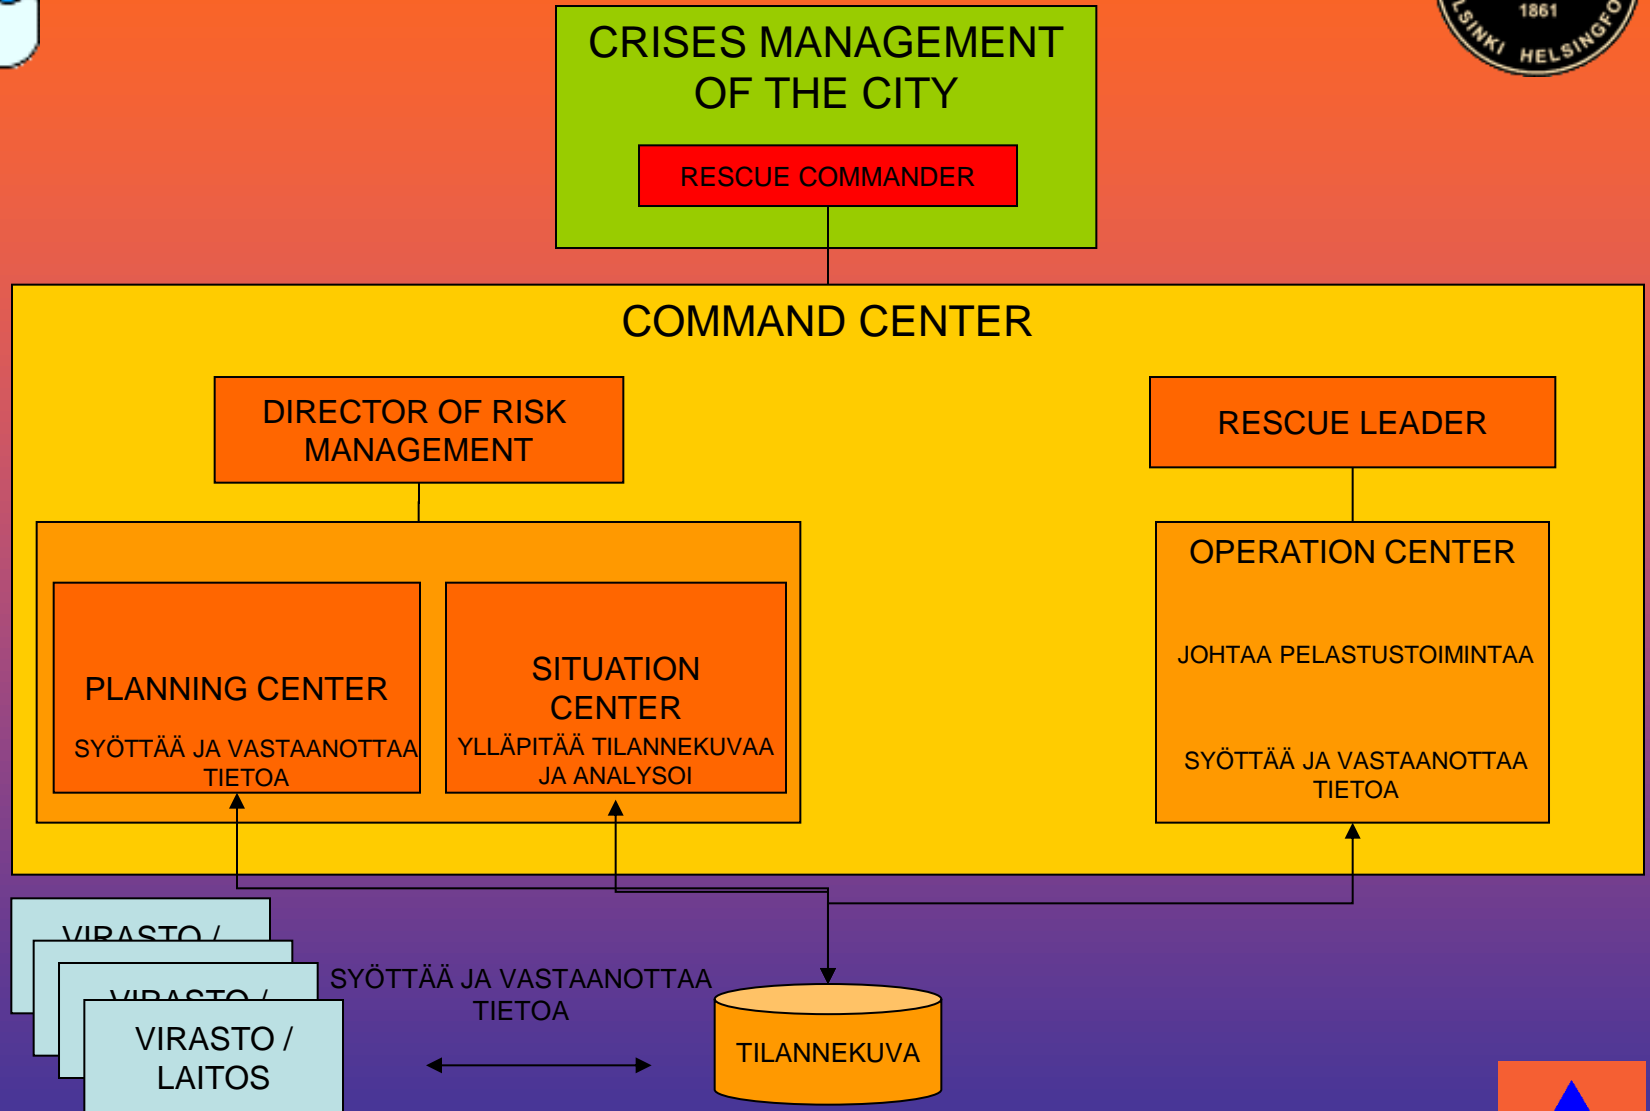 1861
HELSINGFO
CRISES MANAGEMENT
OF THE CITY
RESCUE COMMANDER
COMMAND CENTER
DIRECTOR OF RISK
MANAGEMENT
RESCUE LEADER
PLANNING CENTER
SYÖTTÄÄ JA VASTAANOTTAA
TIETOA
SITUATION
CENTER
YLLÄPITÄÄ TILANNEKUVAA
JA ANALYSOI
OPERATION CENTER
JOHTAA PELASTUSTOIMINTAA
SYÖTTÄÄ JA VASTAANOTTAA
TIETOA
VIRASTO /
VIRASTO /
VIRASTO /
LAITOS
SYÖTTÄÄ JA VASTAANOTTAA
TIETOA
TILANNEKUVA